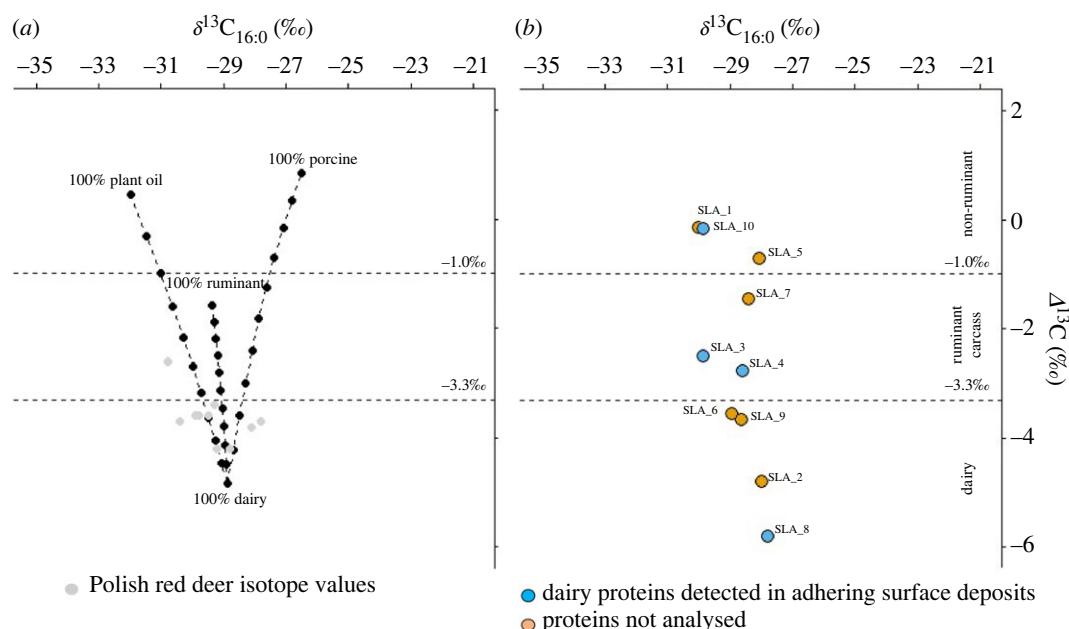 (a)
δ13C16:0 (‰)
–35 –33 –31 –29 –27 –25 –23 –21
100% porcine
100% plant oil
–1.0‰
100% ruminant
–3.3‰
100% dairy
Polish red deer isotope values
(b)
δ13C16:0 (‰)
–35 –33 –31 –29 –27 –25 –23 –21
2
0
–2
–4
–6
Δ13C (‰)
non-ruminant
ruminant
carcass
dairy
SLA_1
SLA_10
SLA_5
–1.0‰
SLA_7
SLA_3
SLA_4
–3.3‰
SLA_6
SLA_9
SLA_2
SLA_8
dairy proteins detected in adhering surface deposits
proteins not analysed